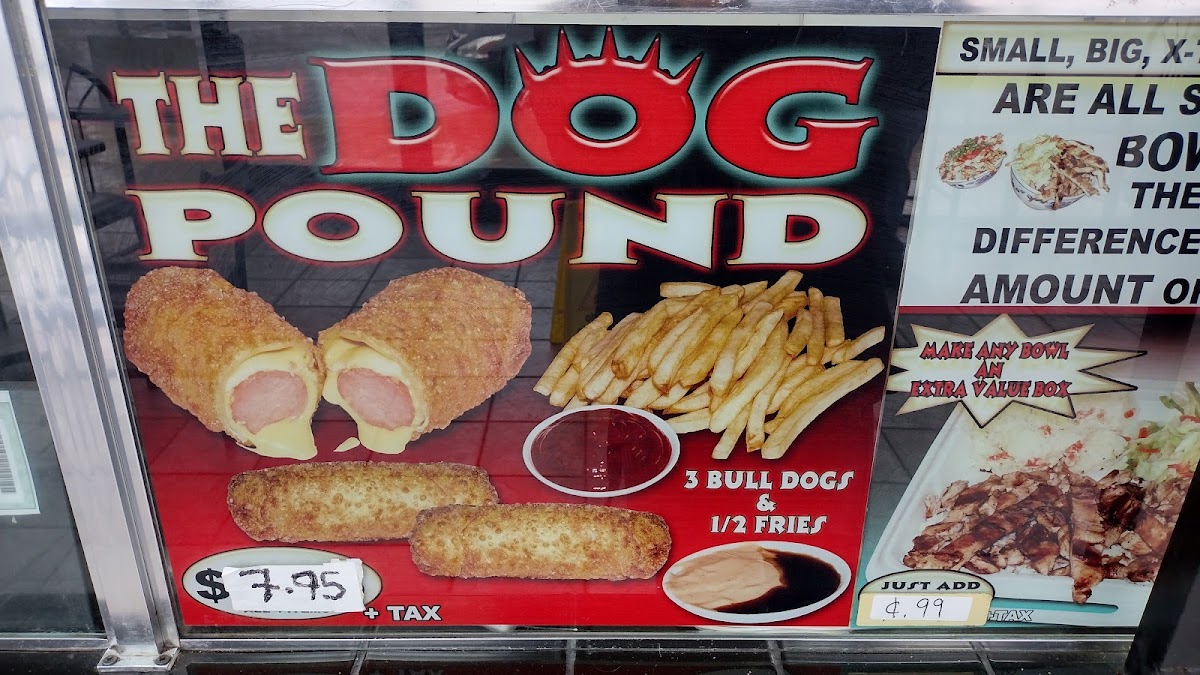 THE DOG
POUND
3 BULL DOGS
&
1/2 FRIES
$ 7.95
+ TAX
SMALL, BIG, X-
ARE ALL S
BOW
THE
DIFFERENCE
AMOUNT O
MAKE ANY BOWL
AN
EXTRA VALUE BOX
JUST ADD
¢.99
+TAX